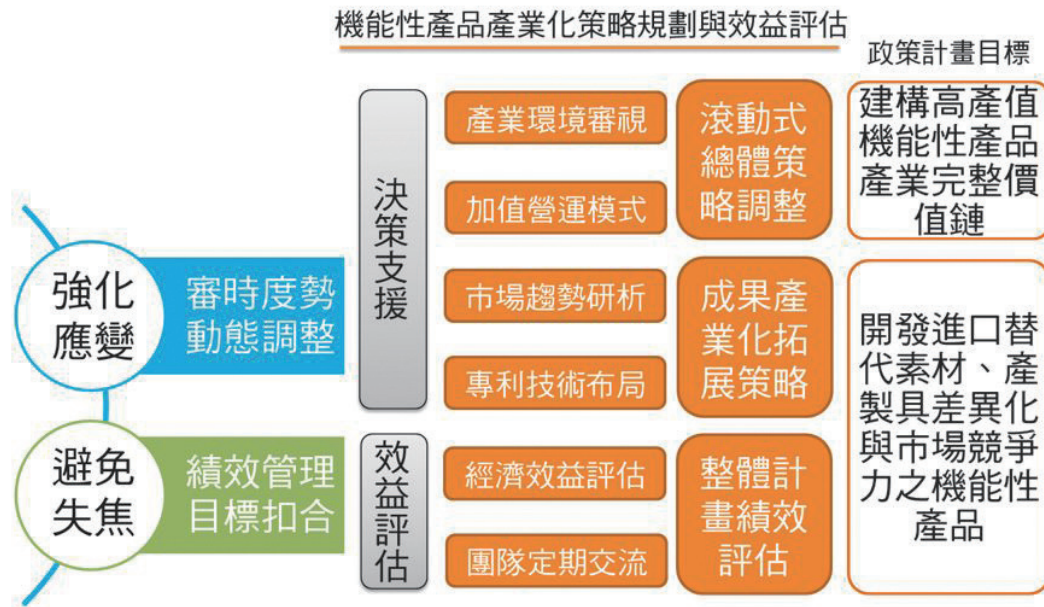 機能性產品產業化策略規劃與效益評估
政策計畫目標
強化
應變
審時度勢
動態調整
避免
失焦
績效管理
目標扣合
決策支援
效益評估
產業環境審視
加值營運模式
市場趨勢研析
專利技術布局
經濟效益評估
團隊定期交流
滾動式
總體策
略調整
成果產
業化拓
展策略
整體計
畫績效
評估
建構高產值
機能性產品
產業完整價
值鏈
開發進口替
代素材、產
製具差異化
與市場競爭
力之機能性
產品